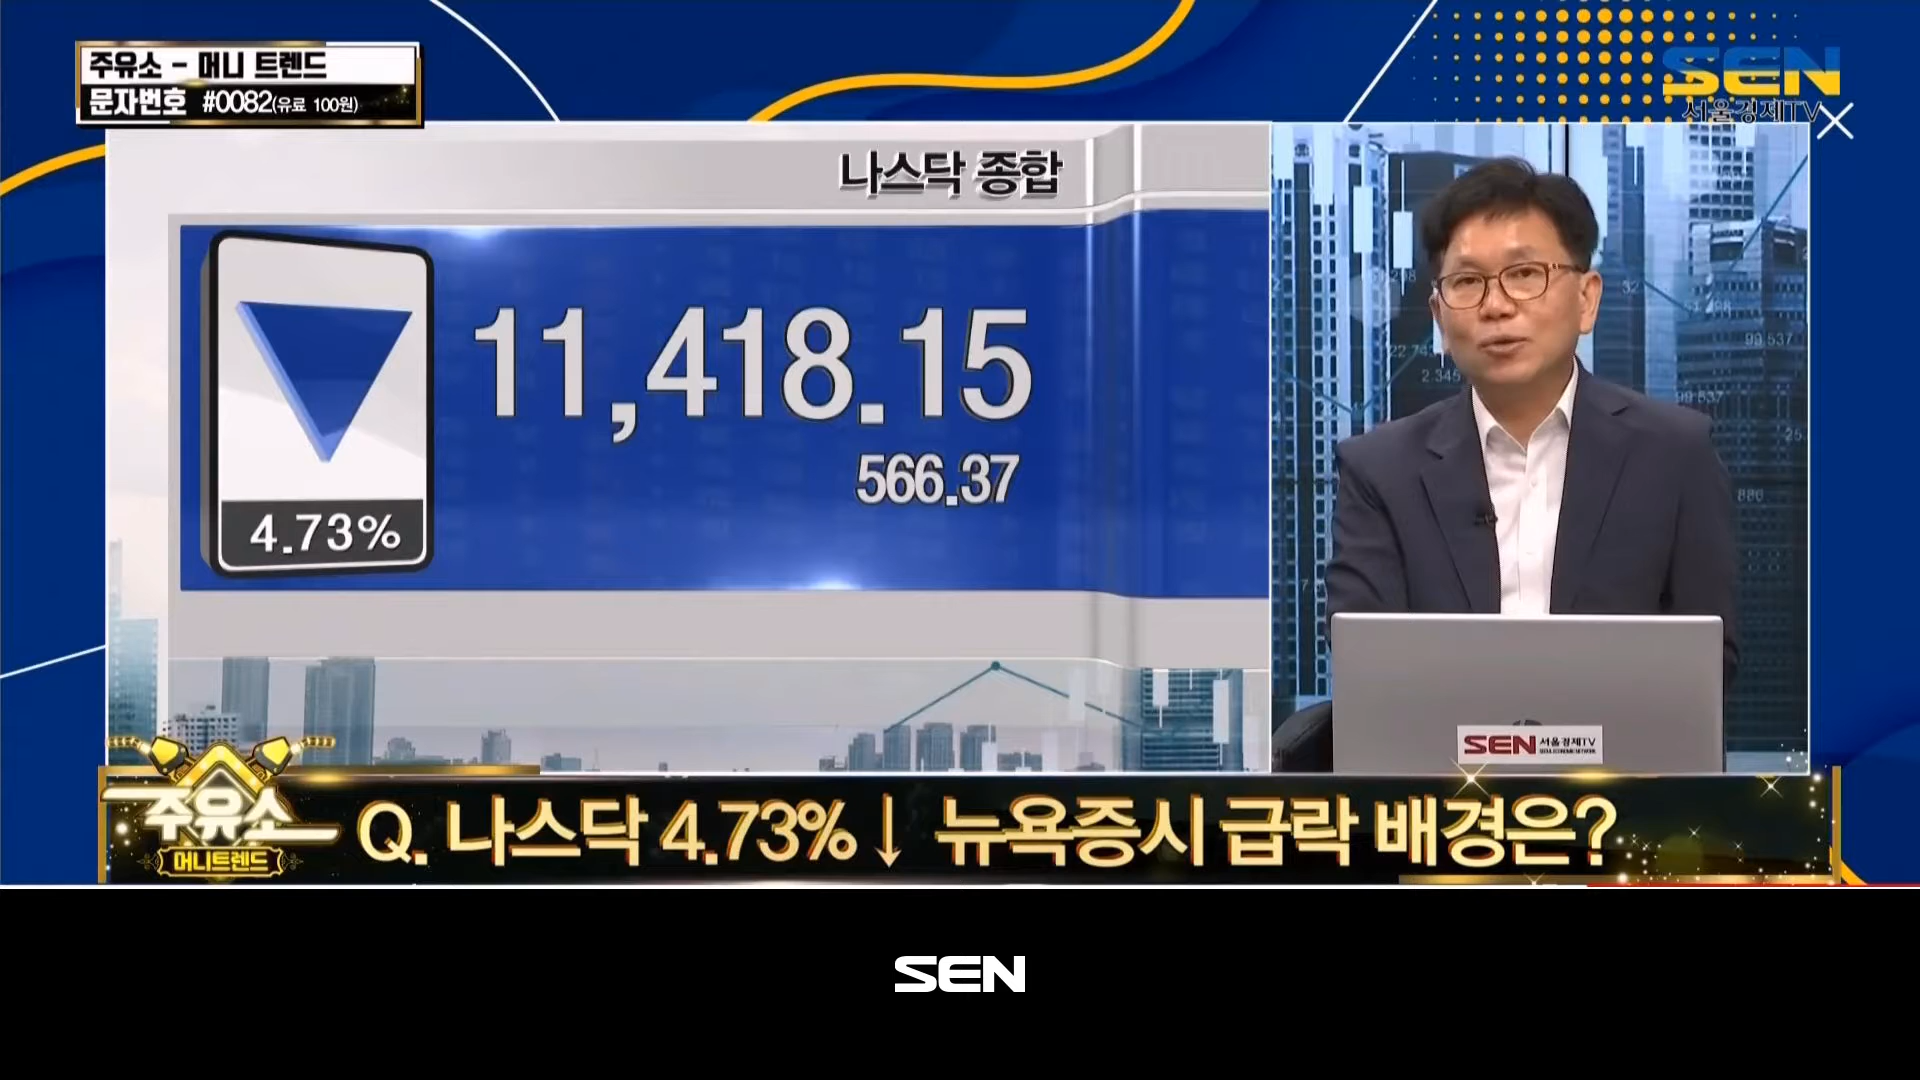 주유소 - 머니 트렌드
문자번호 #0082(유료 100원)
SEN
서울경제TV
나스닥 종합
11,418.15
566.37
4.73%
SEN 서울경제TV
주유소
머니트렌드
Q. 나스닥 4.73%↓ 뉴욕증시 급락 배경은?
SEN